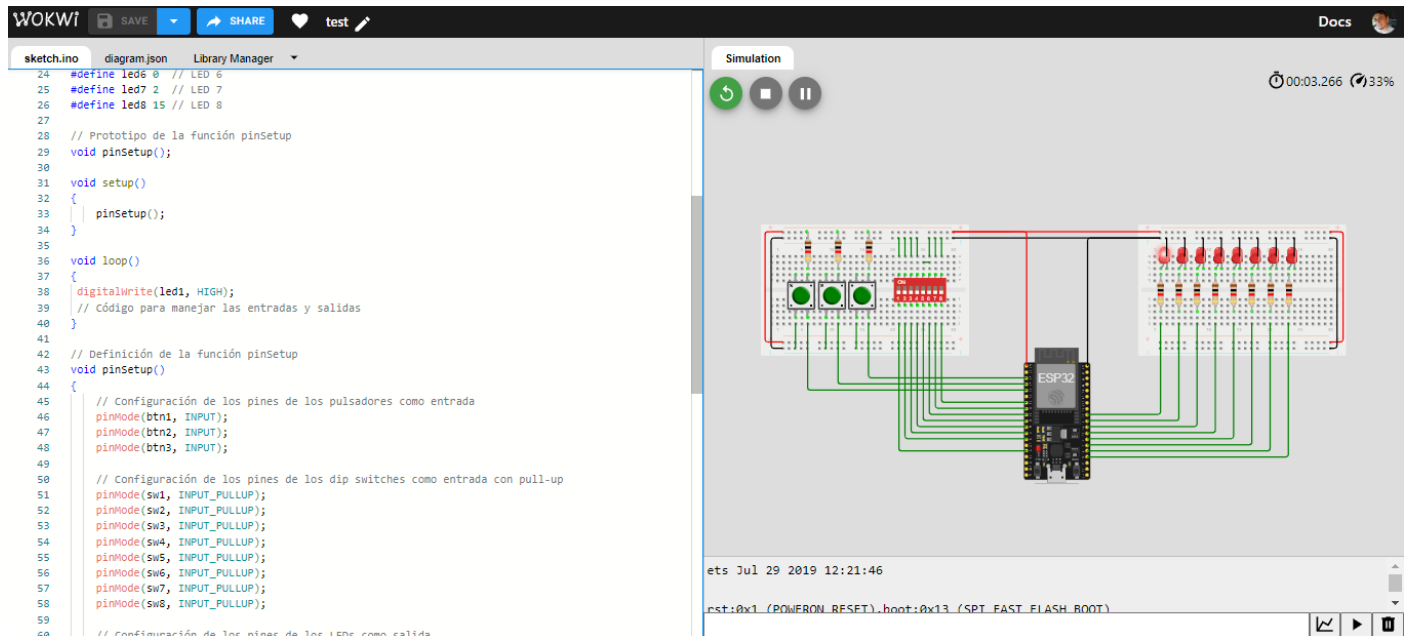 WOKWI SAVE SHARE test Docs
sketch.ino diagram.json Library Manager
24 #define led6 0 // LED 6
25 #define led7 2 // LED 7
26 #define led8 15 // LED 8
27
28 // Prototipo de la función pinSetup
29 void pinSetup();
30
31 void setup()
32 {
33 pinSetup();
34 }
35
36 void loop()
37 {
38 digitalWrite(led1, HIGH);
39 // Código para manejar las entradas y salidas
40 }
41
42 // Definición de la función pinSetup
43 void pinSetup()
44 {
45 // Configuración de los pines de los pulsadores como entrada
46 pinMode(btn1, INPUT);
47 pinMode(btn2, INPUT);
48 pinMode(btn3, INPUT);
49
50 // Configuración de los pines de los dip switches como entrada con pull-up
51 pinMode(sw1, INPUT_PULLUP);
52 pinMode(sw2, INPUT_PULLUP);
53 pinMode(sw3, INPUT_PULLUP);
54 pinMode(sw4, INPUT_PULLUP);
55 pinMode(sw5, INPUT_PULLUP);
56 pinMode(sw6, INPUT_PULLUP);
57 pinMode(sw7, INPUT_PULLUP);
58 pinMode(sw8, INPUT_PULLUP);
59
60 // Configuración de los pines de los LEDs como salida
Simulation
00:03.266 33%
On
1 2 3 4 5 6 7 8
ESP32
ets Jul 29 2019 12:21:46
rst:0x1 (POWERON_RESET),boot:0x13 (SPI_FAST_FLASH_BOOT)